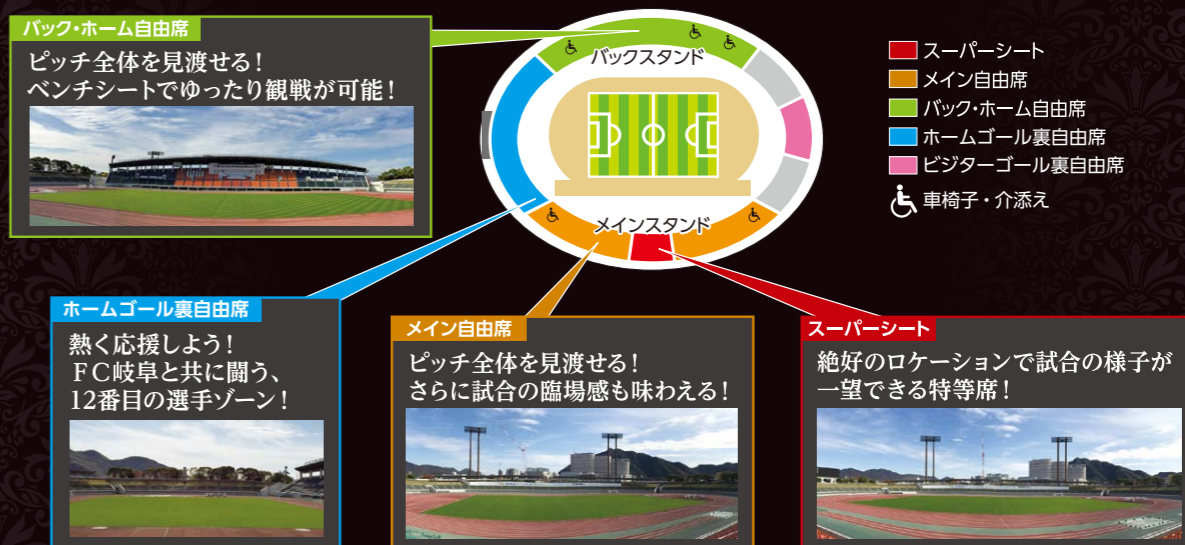 バック・ホーム自由席
ピッチ全体を見渡せる!
ベンチシートでゆったり観戦が可能!
バックスタンド
メインスタンド
スーパーシート
メイン自由席
バック・ホーム自由席
ホームゴール裏自由席
ビジターゴール裏自由席
車椅子・介添え
ホームゴール裏自由席
熱く応援しよう!
FC岐阜と共に闘う、
12番目の選手ゾーン!
メイン自由席
ピッチ全体を見渡せる!
さらに試合の臨場感も味わえる!
スーパーシート
絶好のロケーションで試合の様子が
一望できる特等席!